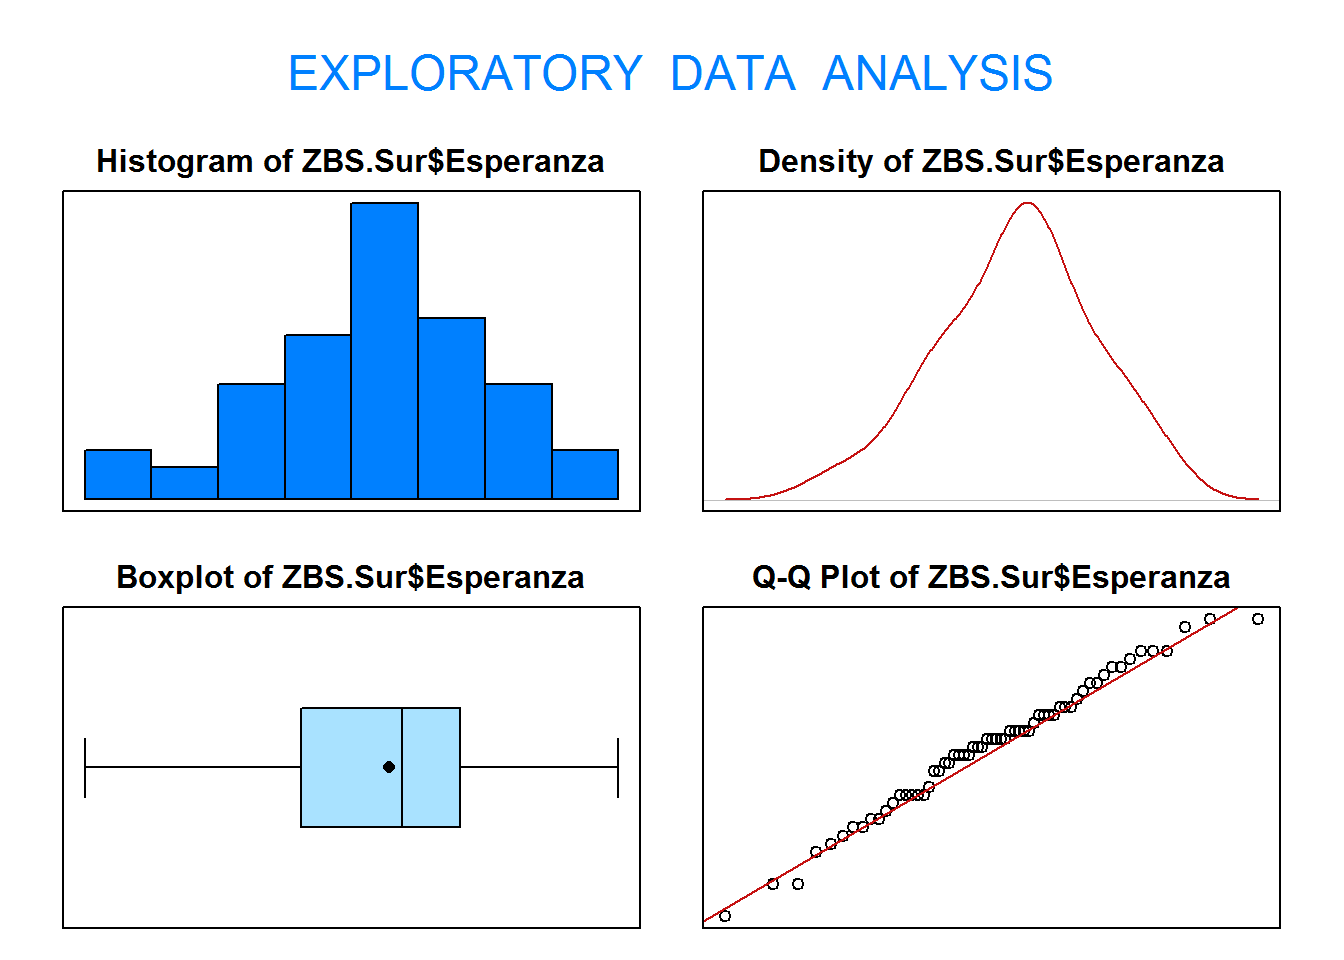 EXPLORATORY DATA ANALYSIS
Histogram of ZBS.Sur$Esperanza
Density of ZBS.Sur$Esperanza
Boxplot of ZBS.Sur$Esperanza
Q-Q Plot of ZBS.Sur$Esperanza